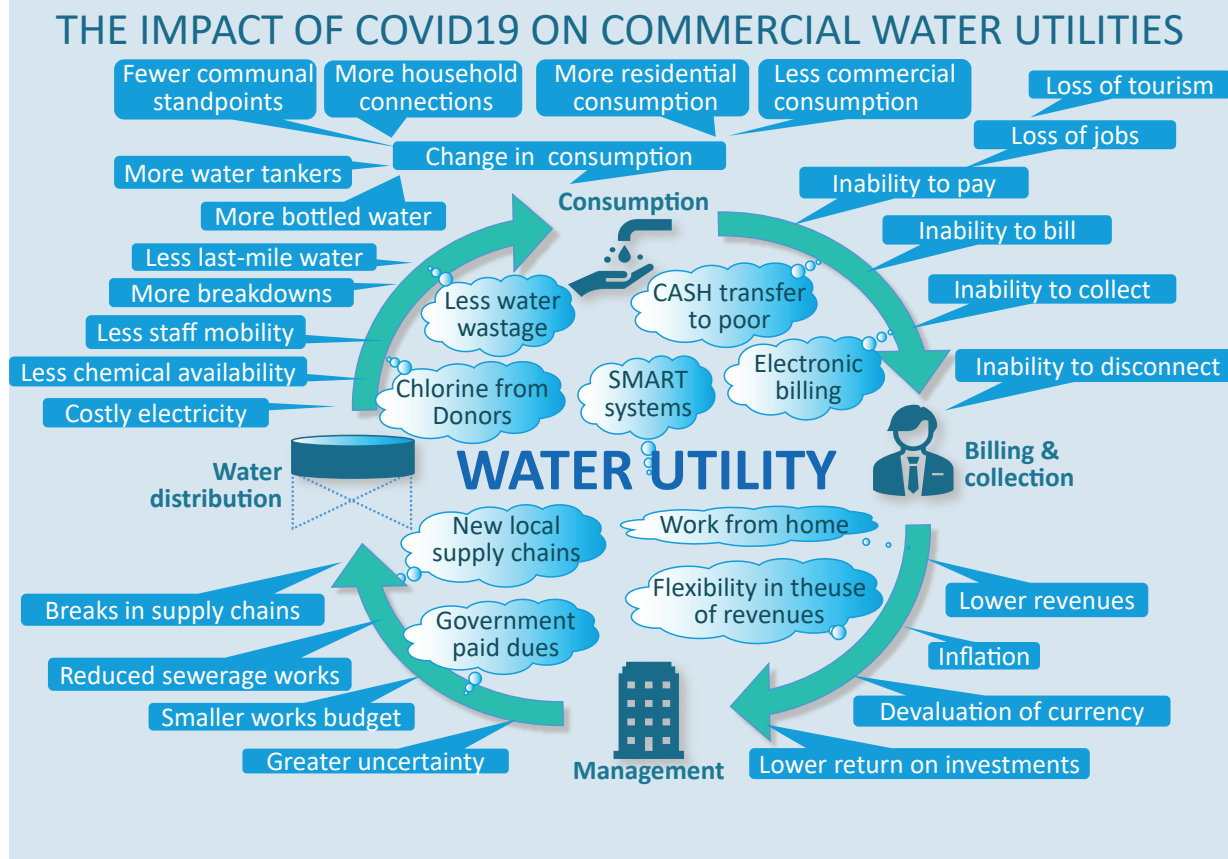 THE IMPACT OF COVID19 ON COMMERCIAL WATER UTILITIES
Fewer communal
standpoints
More household
connections
More residential
consumption
Less commercial
consumption
Loss of tourism
Loss of jobs
Change in consumption
More water tankers
More bottled water
Inability to pay
Consumption
Inability to bill
Less last-mile water
More breakdowns
Less water
wastage
CASH transfer
to poor
Inability to collect
Less staff mobility
Less chemical availability
Costly electricity
Chlorine from
Donors
SMART
systems
Electronic
billing
Inability to disconnect
Water
distribution
WATER UTILITY
Billing &
collection
New local
supply chains
Work from home
Flexibility in theuse
of revenues
Lower revenues
Breaks in supply chains
Government
paid dues
Inflation
Reduced sewerage works
Smaller works budget
Devaluation of currency
Greater uncertainty
Management
Lower return on investments